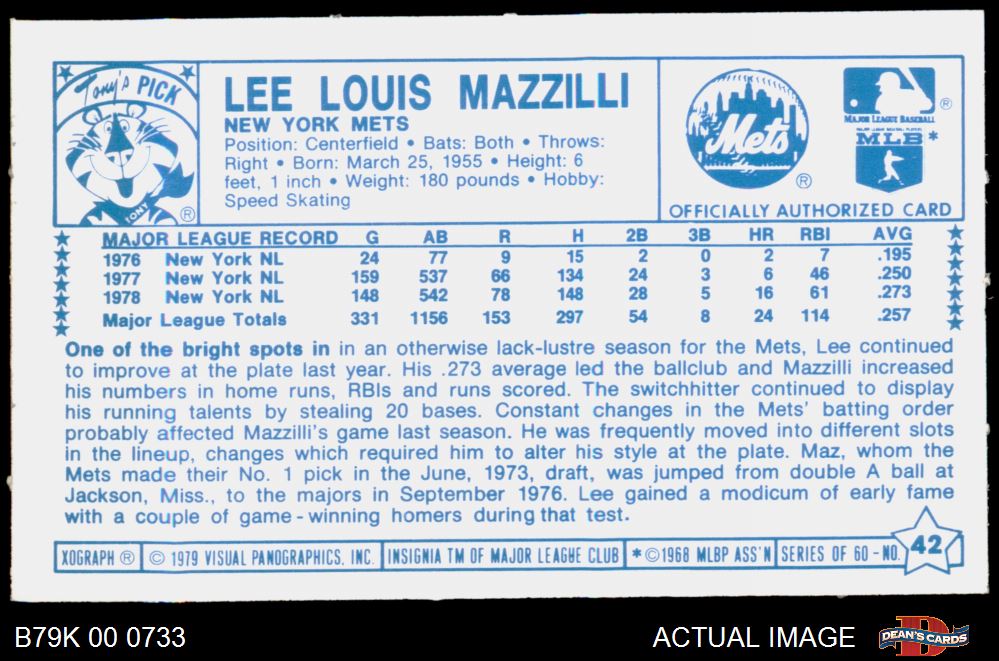 Tony's PICK
TONY ®
LEE LOUIS MAZZILLI
NEW YORK METS
Position: Centerfield • Bats: Both • Throws:
Right • Born: March 25, 1955 • Height: 6
feet, 1 inch • Weight: 180 pounds • Hobby:
Speed Skating
Mets ®
®
MAJOR LEAGUE BASEBALL
MAJOR LEAGUE BASEBALL PLAYERS
MLB *
OFFICIALLY AUTHORIZED CARD
MAJOR LEAGUE RECORD G AB R H 2B 3B HR RBI AVG
1976 New York NL 24 77 9 15 2 0 2 7 .195
1977 New York NL 159 537 66 134 24 3 6 46 .250
1978 New York NL 148 542 78 148 28 5 16 61 .273
Major League Totals 331 1156 153 297 54 8 24 114 .257
One of the bright spots in in an otherwise lack-lustre season for the Mets, Lee continued
to improve at the plate last year. His .273 average led the ballclub and Mazzilli increased
his numbers in home runs, RBIs and runs scored. The switchhitter continued to display
his running talents by stealing 20 bases. Constant changes in the Mets' batting order
probably affected Mazzilli's game last season. He was frequently moved into different slots
in the lineup, changes which required him to alter his style at the plate. Maz, whom the
Mets made their No. 1 pick in the June, 1973, draft, was jumped from double A ball at
Jackson, Miss., to the majors in September 1976. Lee gained a modicum of early fame
with a couple of game-winning homers during that test.
XOGRAPH ® © 1979 VISUAL PANOGRAPHICS, INC. INSIGNIA TM OF MAJOR LEAGUE CLUB * ©1968 MLBP ASS'N SERIES OF 60-NO. 42
B79K 00 0733
ACTUAL IMAGE
D
DEAN'S CARDS